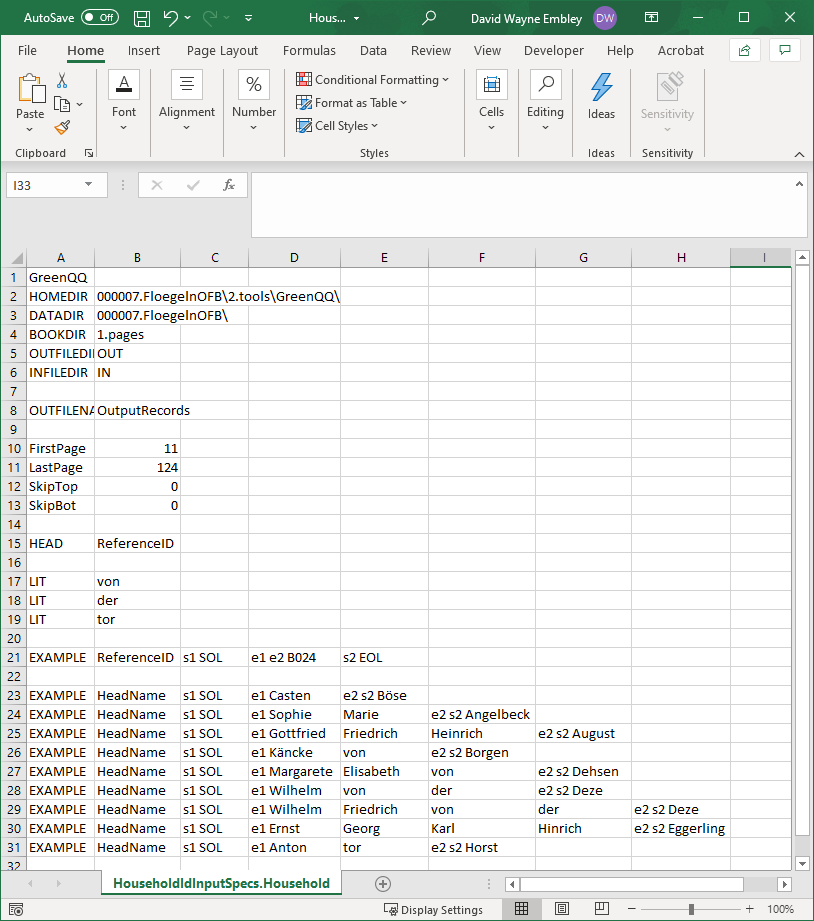 AutoSave Off Hous... David Wayne Embley DW
File Home Insert Page Layout Formulas Data Review View Developer Help Acrobat
Paste Font Alignment % Number Conditional Formatting Format as Table Cell Styles Cells Editing Ideas Sensitivity
Clipboard Styles Ideas Sensitivity
I33 fx
A B C D E F G H I
1 GreenQQ
2 HOMEDIR 000007.FloegelnOFB\2.tools\GreenQQ\
3 DATADIR 000007.FloegelnOFB\
4 BOOKDIR 1.pages
5 OUTFILEDI OUT
6 INFILEDIR IN
7
8 OUTFILENA OutputRecords
9
10 FirstPage 11
11 LastPage 124
12 SkipTop 0
13 SkipBot 0
14
15 HEAD ReferenceID
16
17 LIT von
18 LIT der
19 LIT tor
20
21 EXAMPLE ReferenceID s1 SOL e1 e2 B024 s2 EOL
22
23 EXAMPLE HeadName s1 SOL e1 Casten e2 s2 Böse
24 EXAMPLE HeadName s1 SOL e1 Sophie Marie e2 s2 Angelbeck
25 EXAMPLE HeadName s1 SOL e1 Gottfried Friedrich Heinrich e2 s2 August
26 EXAMPLE HeadName s1 SOL e1 Käncke von e2 s2 Borgen
27 EXAMPLE HeadName s1 SOL e1 Margarete Elisabeth von e2 s2 Dehsen
28 EXAMPLE HeadName s1 SOL e1 Wilhelm von der e2 s2 Deze
29 EXAMPLE HeadName s1 SOL e1 Wilhelm Friedrich von der e2 s2 Deze
30 EXAMPLE HeadName s1 SOL e1 Ernst Georg Karl Hinrich e2 s2 Eggerling
31 EXAMPLE HeadName s1 SOL e1 Anton tor e2 s2 Horst
32
HouseholdIdInputSpecs.Household
Display Settings 100%